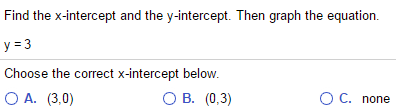 Find the x-intercept and the y-intercept. Then graph the equation.
y = 3
Choose the correct x-intercept below.
A. (3,0) B. (0,3) C. none